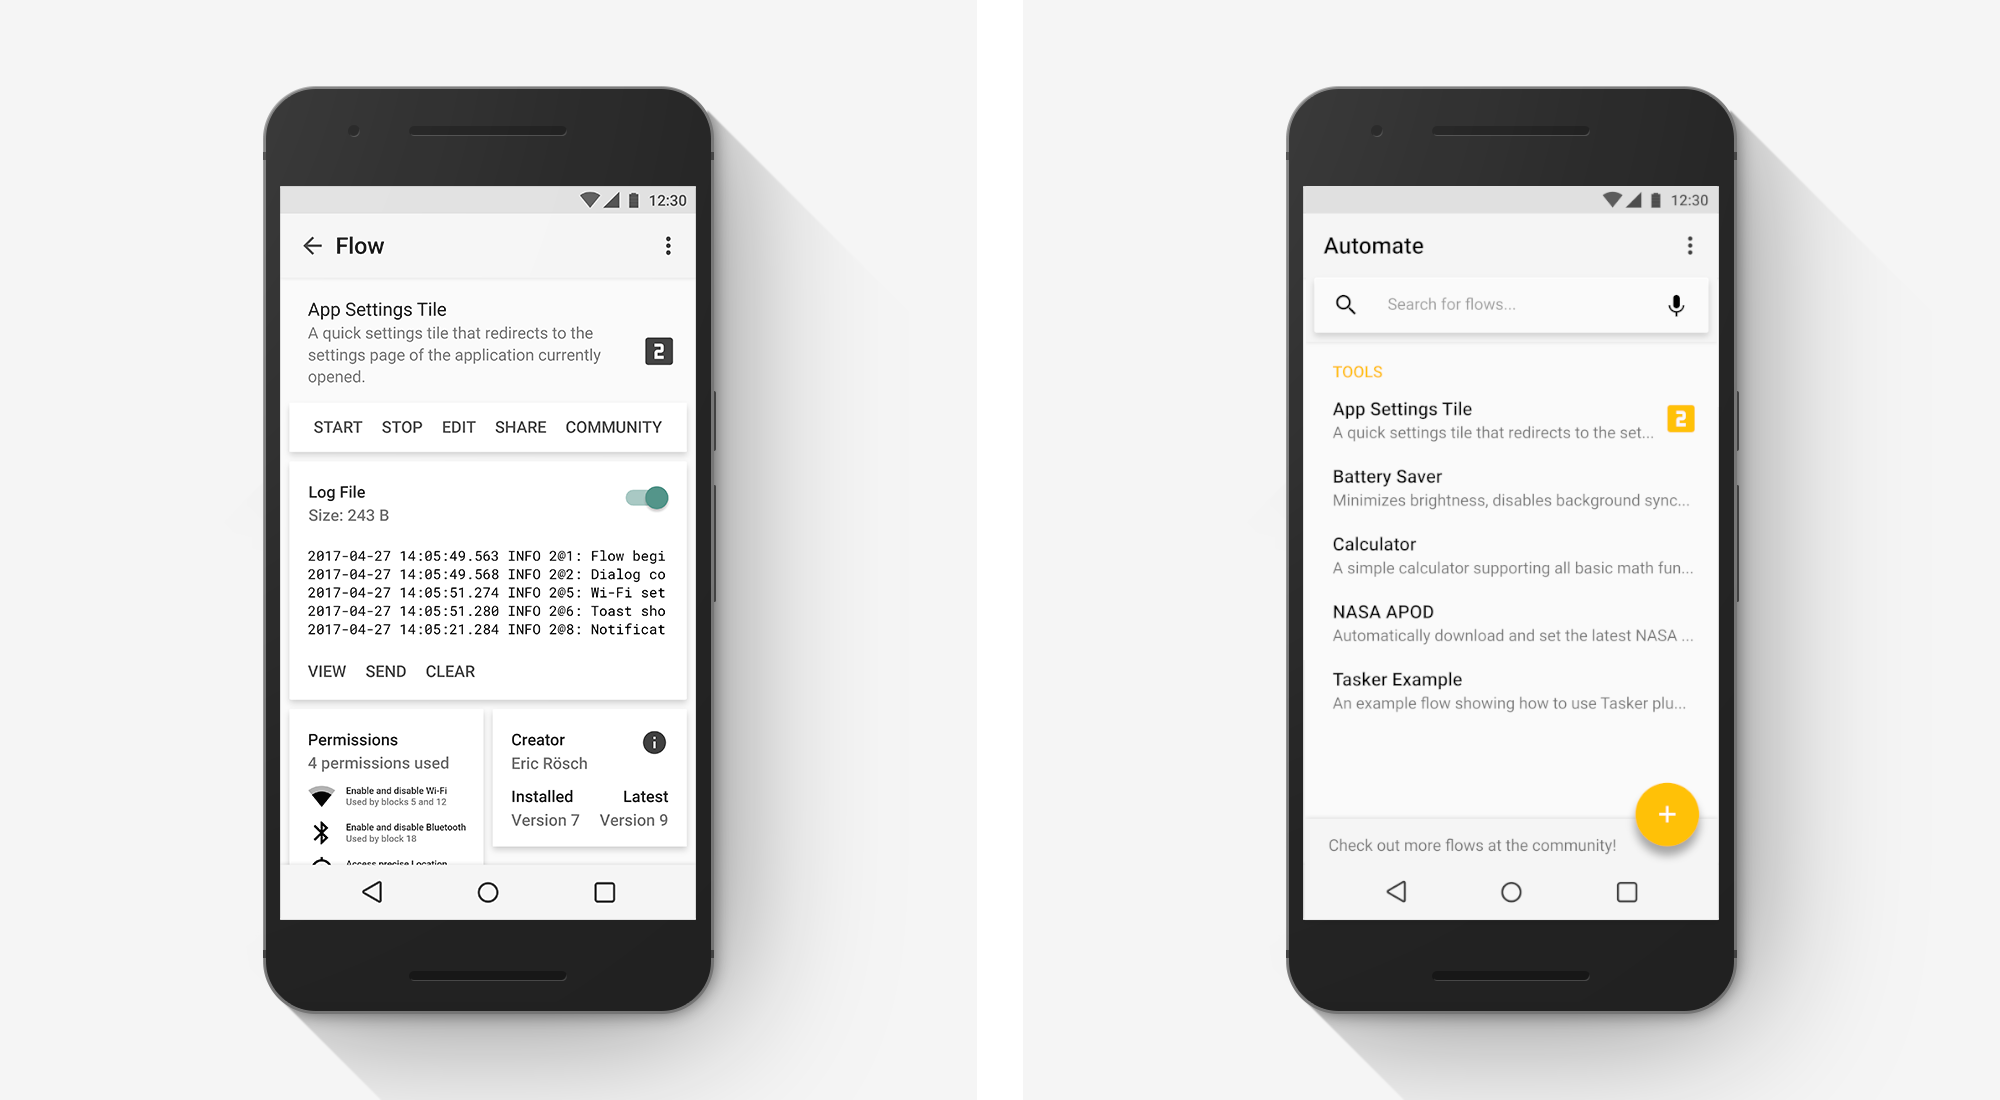 12:30
Flow
App Settings Tile
A quick settings tile that redirects to the
settings page of the application currently
opened.
2
START STOP EDIT SHARE COMMUNITY
Log File
Size: 243 B
2017-04-27 14:05:49.563 INFO 2@1: Flow begi
2017-04-27 14:05:49.568 INFO 2@2: Dialog co
2017-04-27 14:05:51.274 INFO 2@5: Wi-Fi set
2017-04-27 14:05:51.280 INFO 2@6: Toast sho
2017-04-27 14:05:21.284 INFO 2@8: Notificat
VIEW SEND CLEAR
Permissions
4 permissions used
Enable and disable Wi-Fi
Used by blocks 5 and 12
Enable and disable Bluetooth
Used by block 18
Access precise Location
Creator
Eric Rösch
Installed Latest
Version 7 Version 9
12:30
Automate
Search for flows...
TOOLS
App Settings Tile
A quick settings tile that redirects to the set...
2
Battery Saver
Minimizes brightness, disables background sync...
Calculator
A simple calculator supporting all basic math fun...
NASA APOD
Automatically download and set the latest NASA ...
Tasker Example
An example flow showing how to use Tasker plu...
Check out more flows at the community!